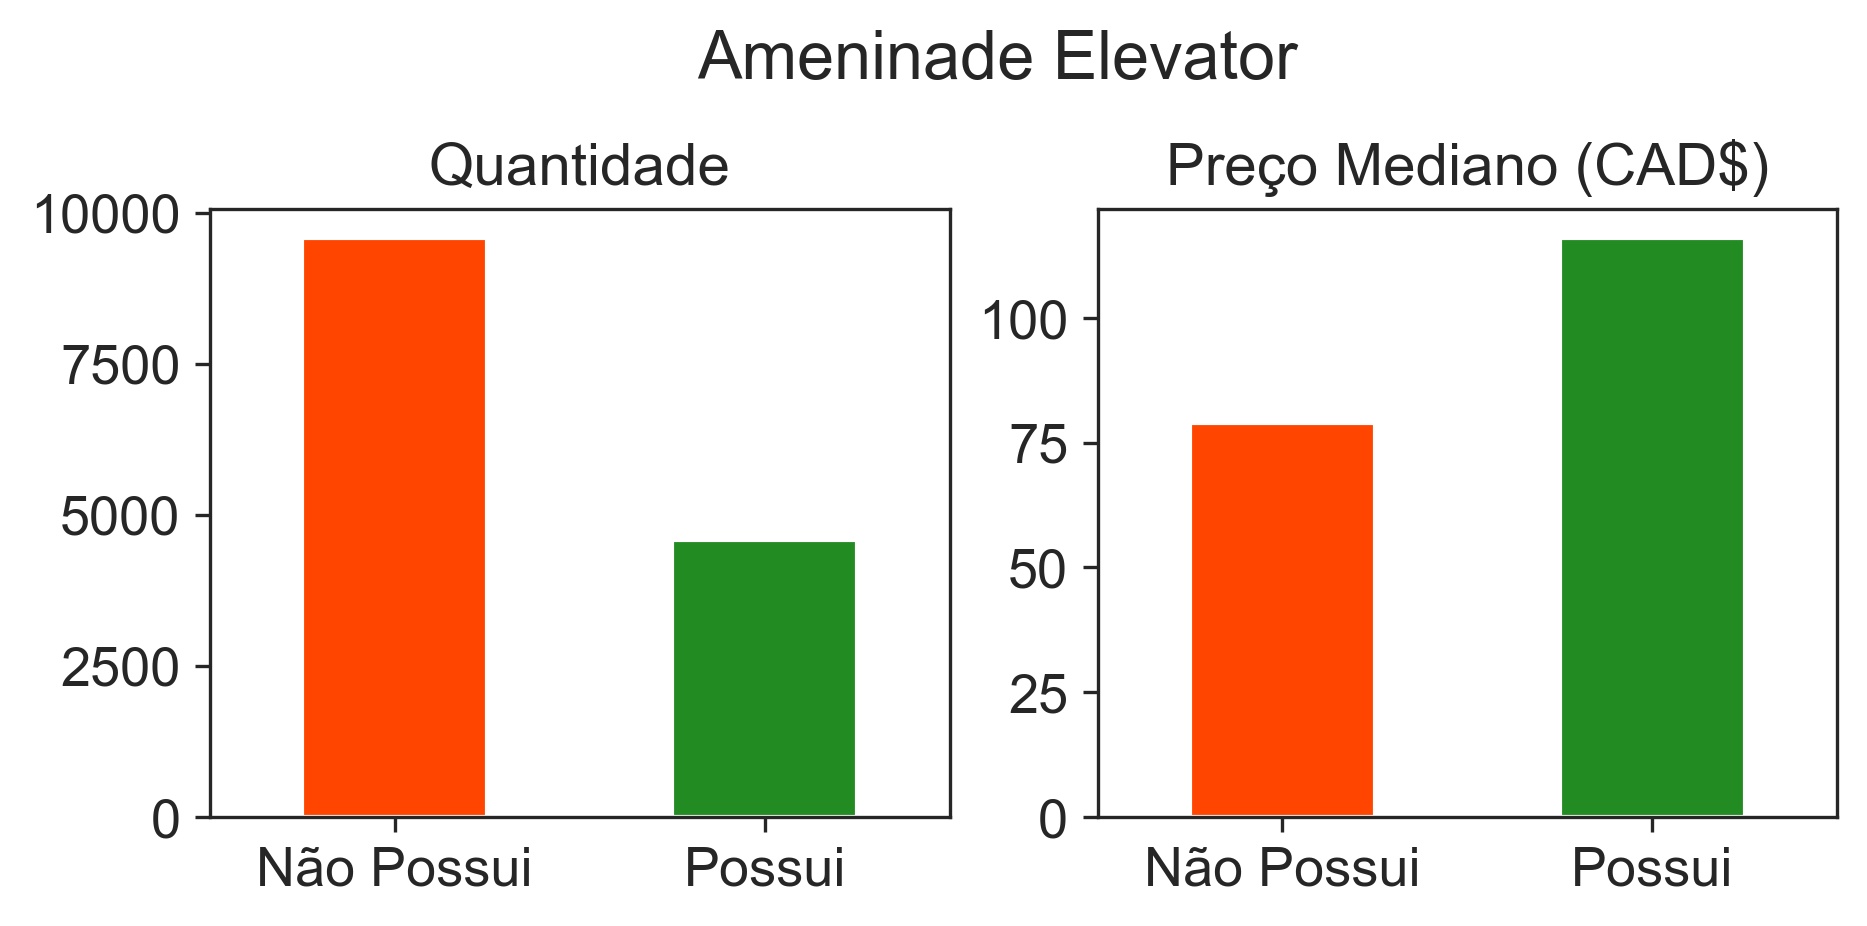 Ameninade Elevator
Quantidade
10000
7500
5000
2500
0
Não Possui Possui
Preço Mediano (CAD$)
100
75
50
25
0
Não Possui Possui